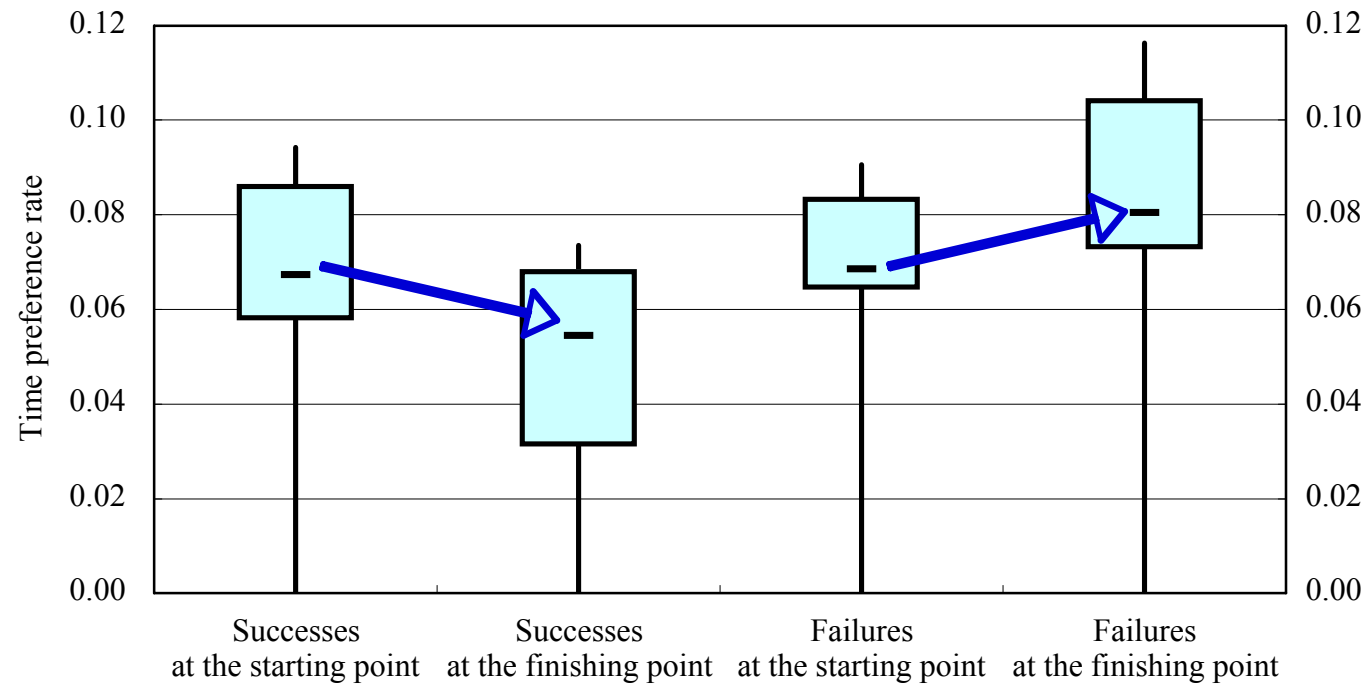 Time preference rate
0.12
0.10
0.08
0.06
0.04
0.02
0.00
0.12
0.10
0.08
0.06
0.04
0.02
0.00
Successes
at the starting point
Successes
at the finishing point
Failures
at the starting point
Failures
at the finishing point